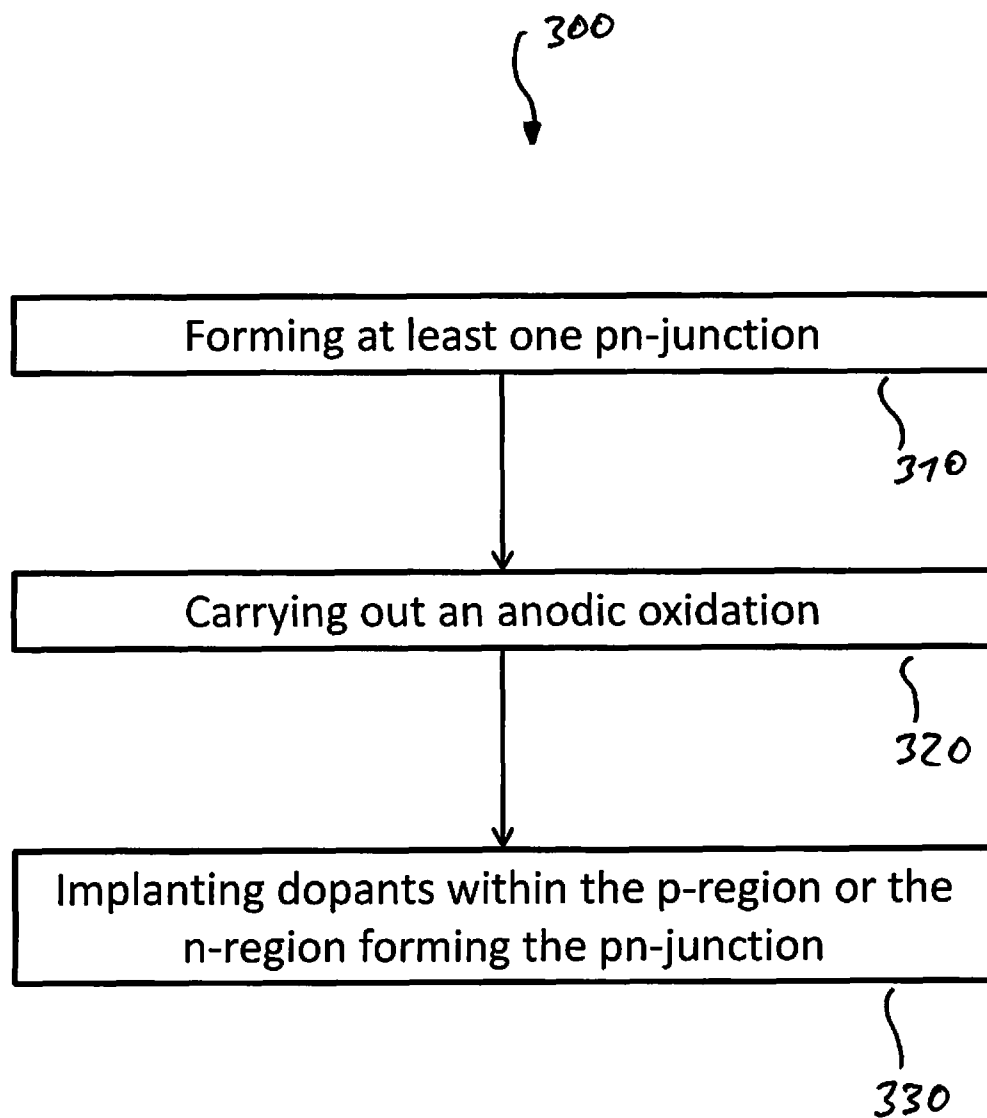 300
Forming at least one pn-junction
310
Carrying out an anodic oxidation
320
Implanting dopants within the p-region or the
n-region forming the pn-junction
330